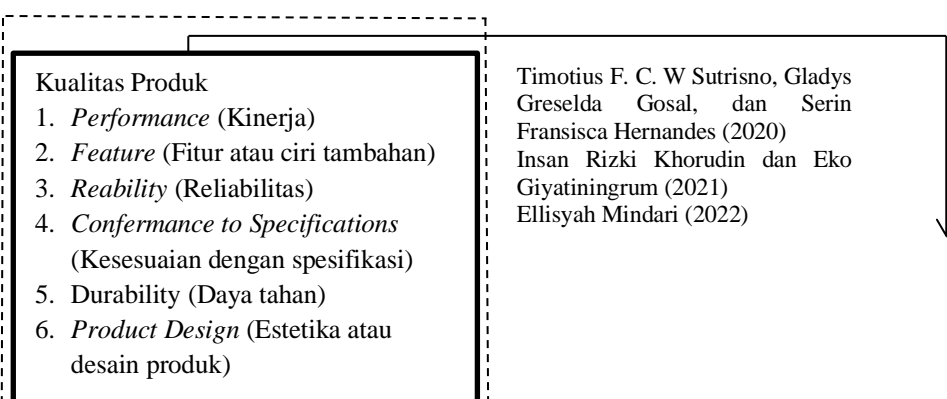 Kualitas Produk
1. Performance (Kinerja)
2. Feature (Fitur atau ciri tambahan)
3. Reability (Reliabilitas)
4. Confermance to Specifications
(Kesesuaian dengan spesifikasi)
5. Durability (Daya tahan)
6. Product Design (Estetika atau
desain produk)
Timotius F. C. W Sutrisno, Gladys
Greselda Gosal, dan Serin
Fransisca Hernandes (2020)
Insan Rizki Khorudin dan Eko
Giyatiningrum (2021)
Ellisyah Mindari (2022)